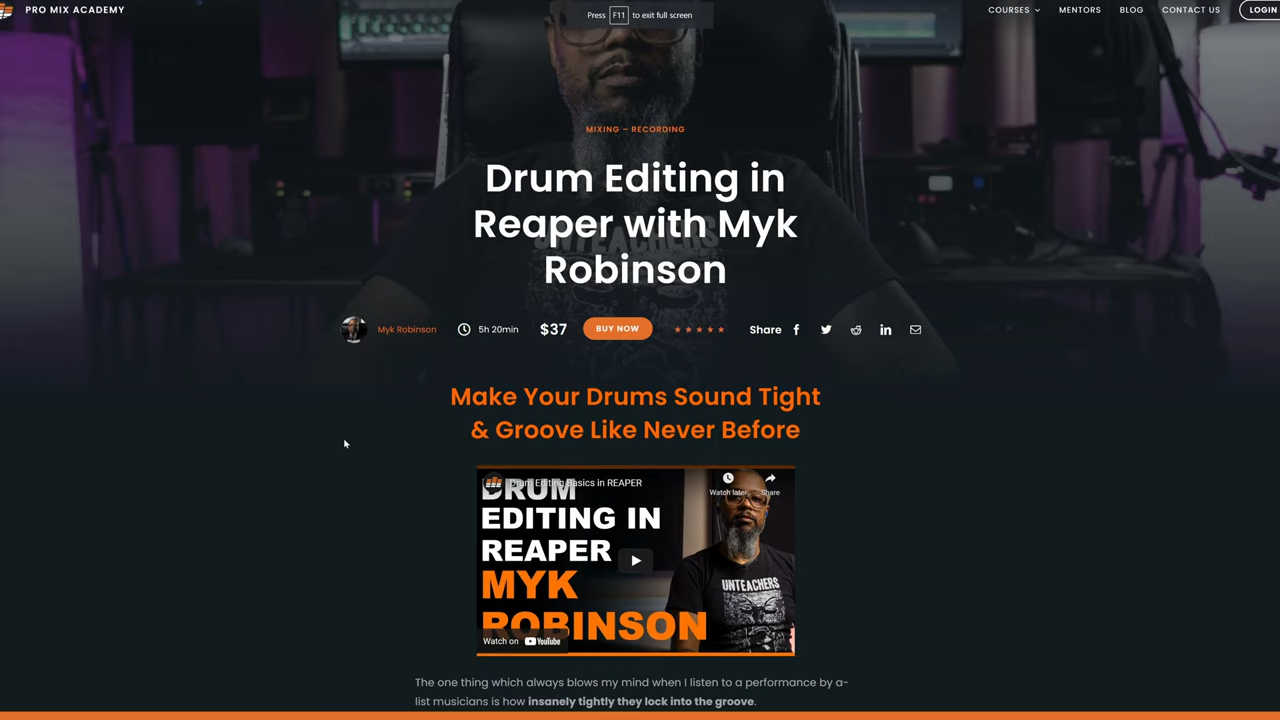 PRO MIX ACADEMY
Press F11 to exit full screen
COURSES
MENTORS
BLOG
CONTACT US
LOGIN
MIXING – RECORDING
Drum Editing in
Reaper with Myk
Robinson
UNTEACHERS
Myk Robinson
5h 20min
$37
BUY NOW
Share
Make Your Drums Sound Tight
& Groove Like Never Before
Drum Editing Basics in REAPER
Watch later
Share
DRUM
EDITING IN
REAPER
MYK
ROBINSON
UNTEACHERS
Watch on YouTube
The one thing which always blows my mind when I listen to a performance by a-
list musicians is how insanely tightly they lock into the groove.